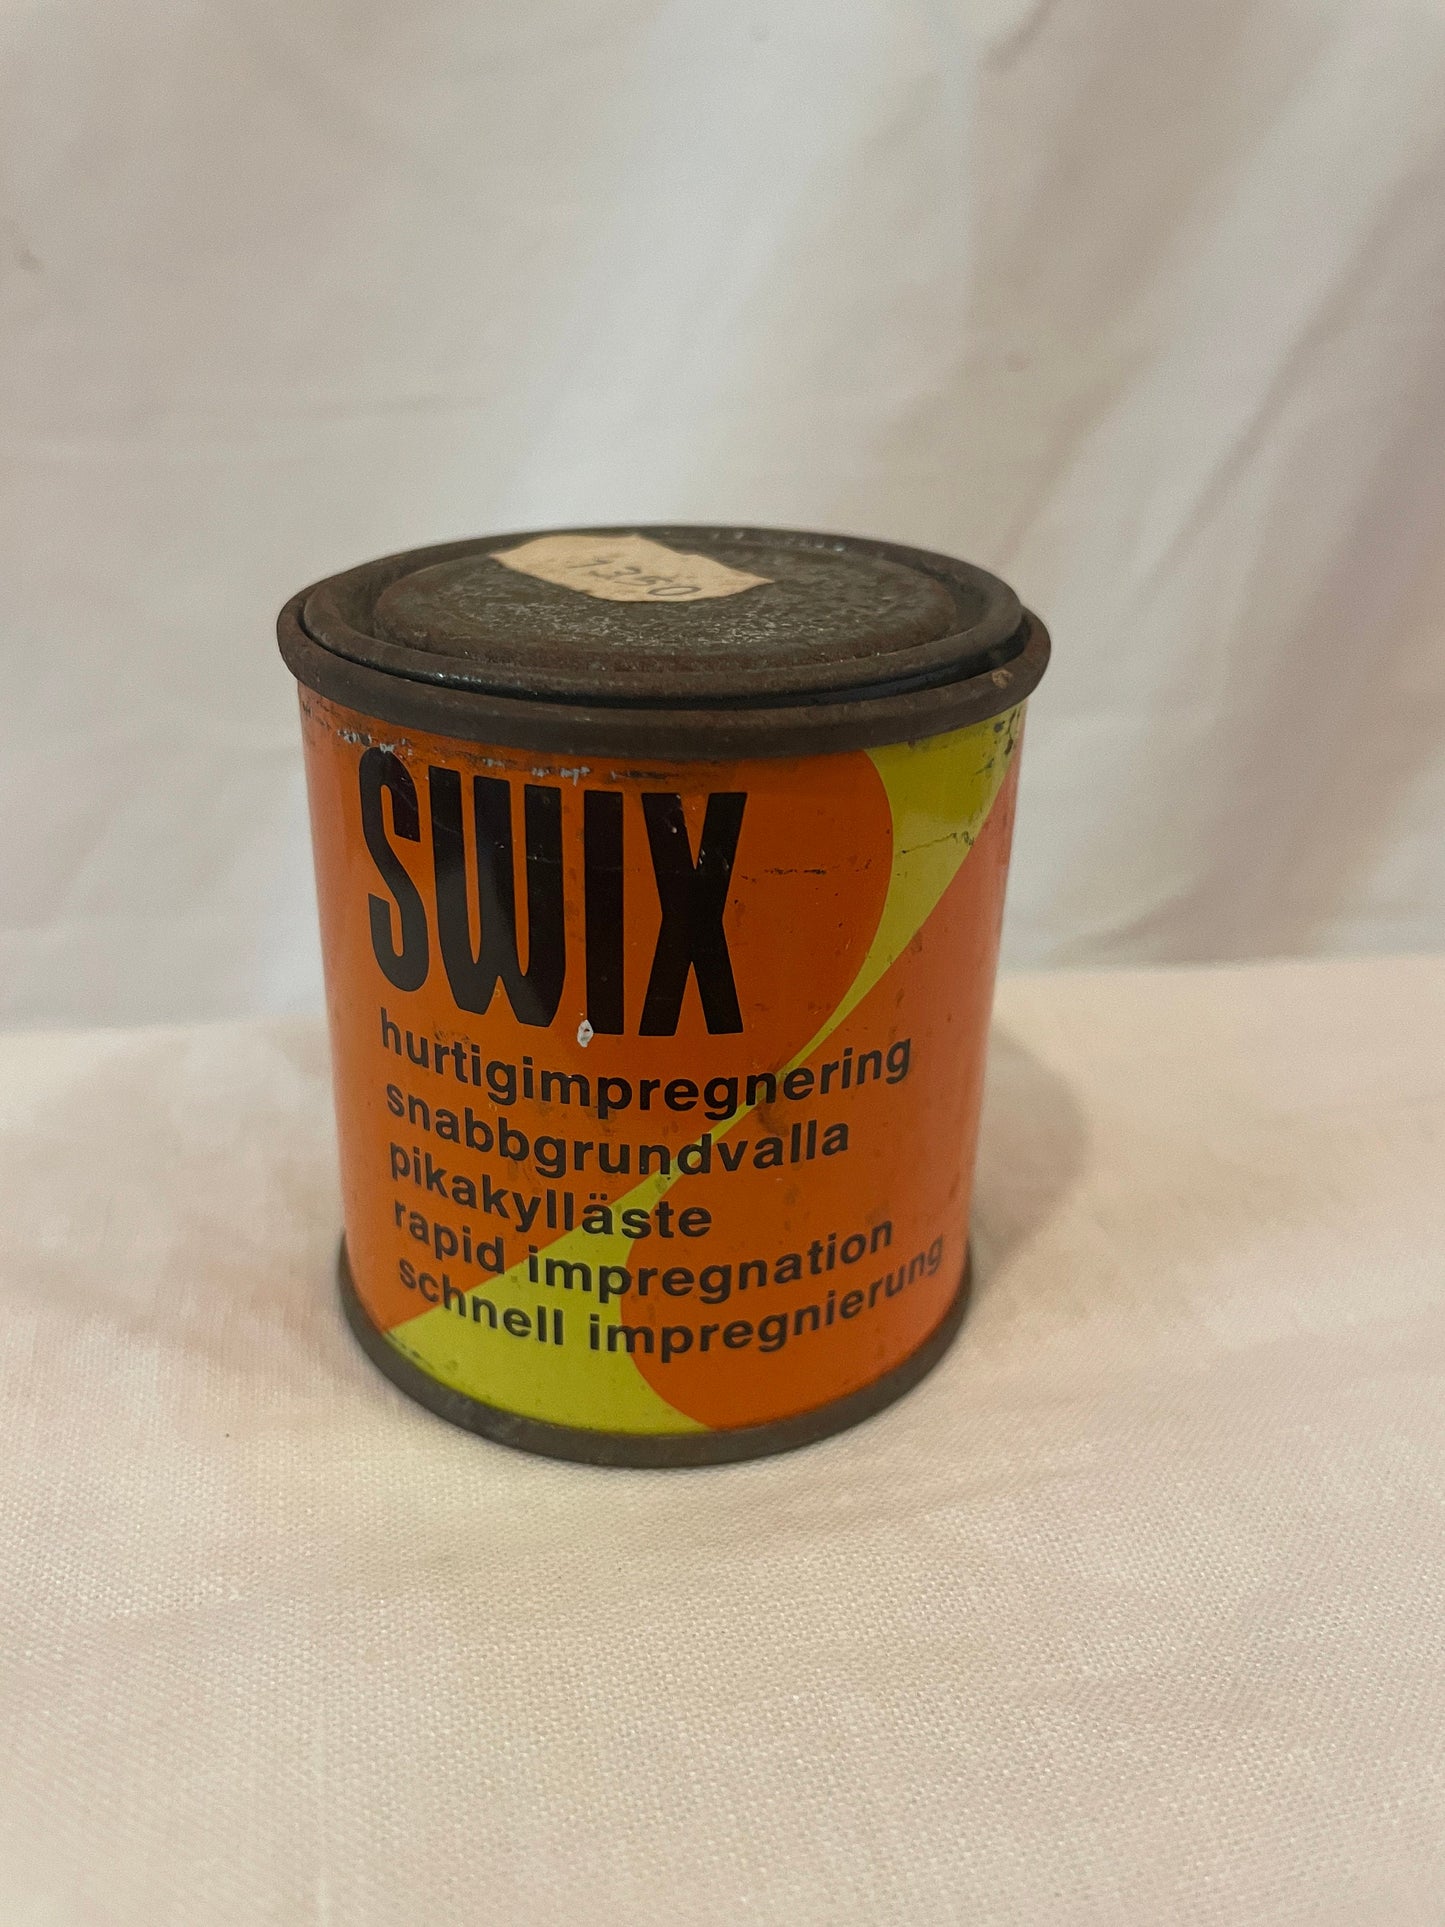 SWIX
hurtigimpregnering
snabbgrundvalla
pikakylläste
rapid impregnation
schnell impregnierung